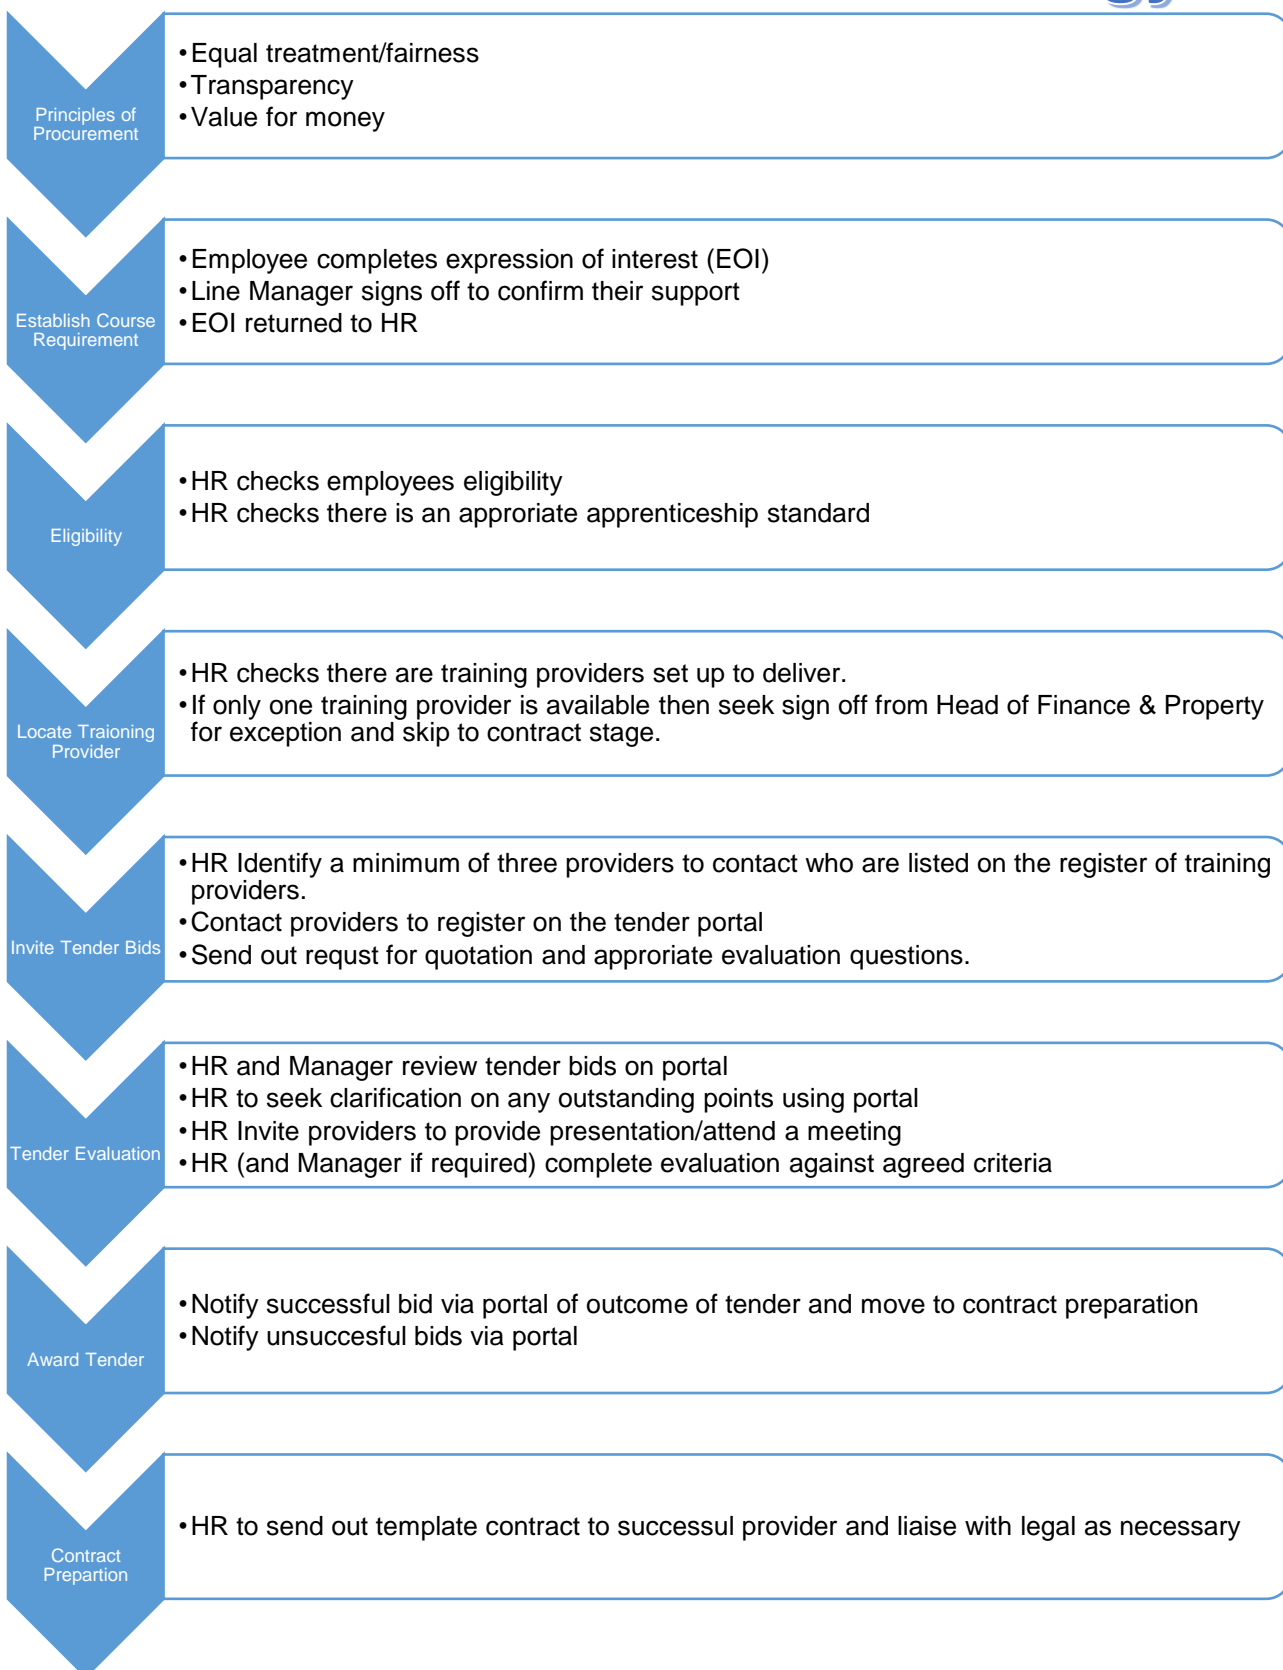 Principles of
Procurement
•Equal treatment/fairness
•Transparency
•Value for money
Establish Course
Requirement
•Employee completes expression of interest (EOI)
•Line Manager signs off to confirm their support
•EOI returned to HR
Eligibility
•HR checks employees eligibility
•HR checks there is an approriate apprenticeship standard
Locate Traioning
Provider
•HR checks there are training providers set up to deliver.
•If only one training provider is available then seek sign off from Head of Finance & Property
for exception and skip to contract stage.
Invite Tender Bids
•HR Identify a minimum of three providers to contact who are listed on the register of training
providers.
•Contact providers to register on the tender portal
•Send out requst for quotation and approriate evaluation questions.
Tender Evaluation
•HR and Manager review tender bids on portal
•HR to seek clarification on any outstanding points using portal
•HR Invite providers to provide presentation/attend a meeting
•HR (and Manager if required) complete evaluation against agreed criteria
Award Tender
•Notify successful bid via portal of outcome of tender and move to contract preparation
•Notify unsuccesful bids via portal
Contract
Prepartion
•HR to send out template contract to successul provider and liaise with legal as necessary